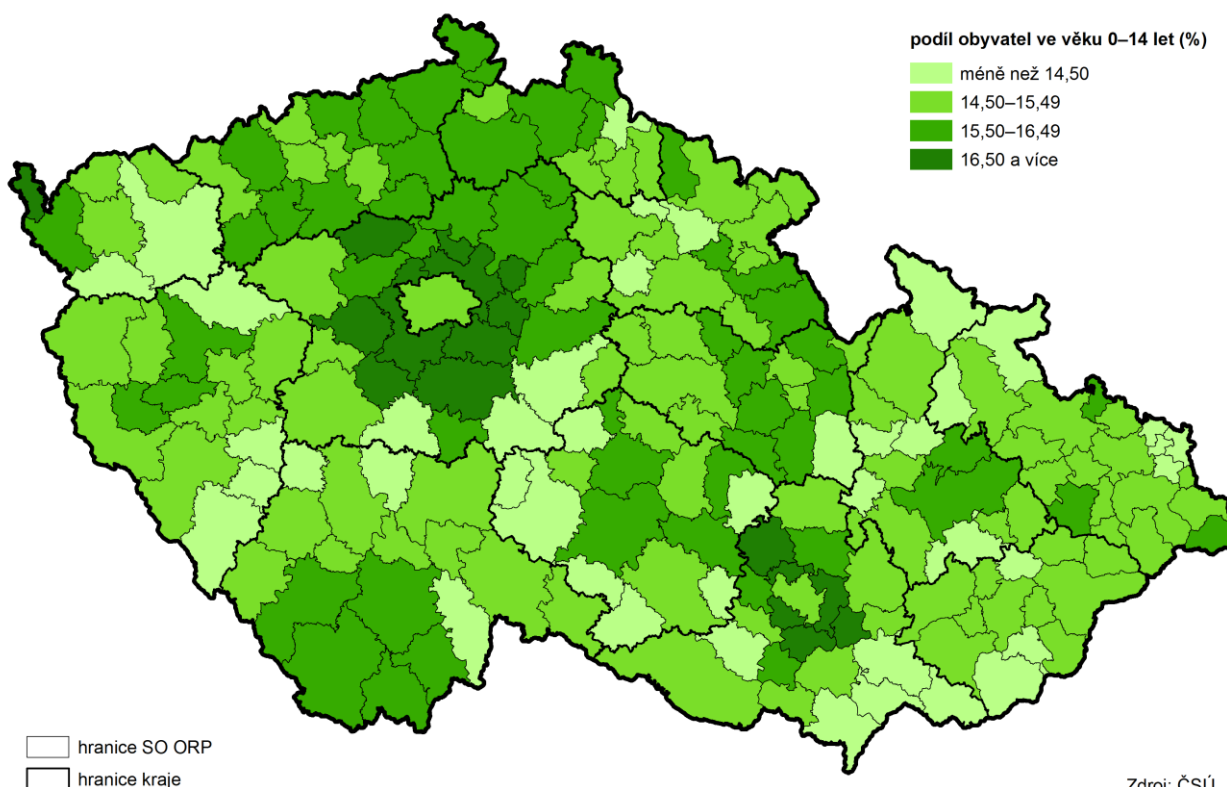 podíl obyvatel ve věku 0–14 let (%)
méně než 14,50
14,50–15,49
15,50–16,49
16,50 a více
hranice SO ORP
hranice kraje
Zdroj: ČSÚ